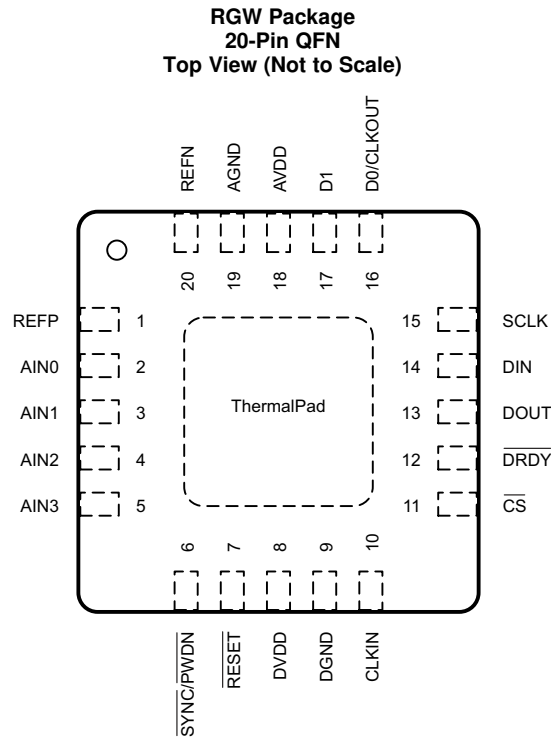 RGW Package
20-Pin QFN
Top View (Not to Scale)
REFN
AGND
AVDD
D1
D0/CLKOUT
20
19
18
17
16
REFP 1
15 SCLK
AIN0 2
14 DIN
AIN1 3
ThermalPad
13 DOUT
AIN2 4
12 DRDY
AIN3 5
11 CS
6
7
8
9
10
SYNC/PWDN
RESET
DVDD
DGND
CLKIN